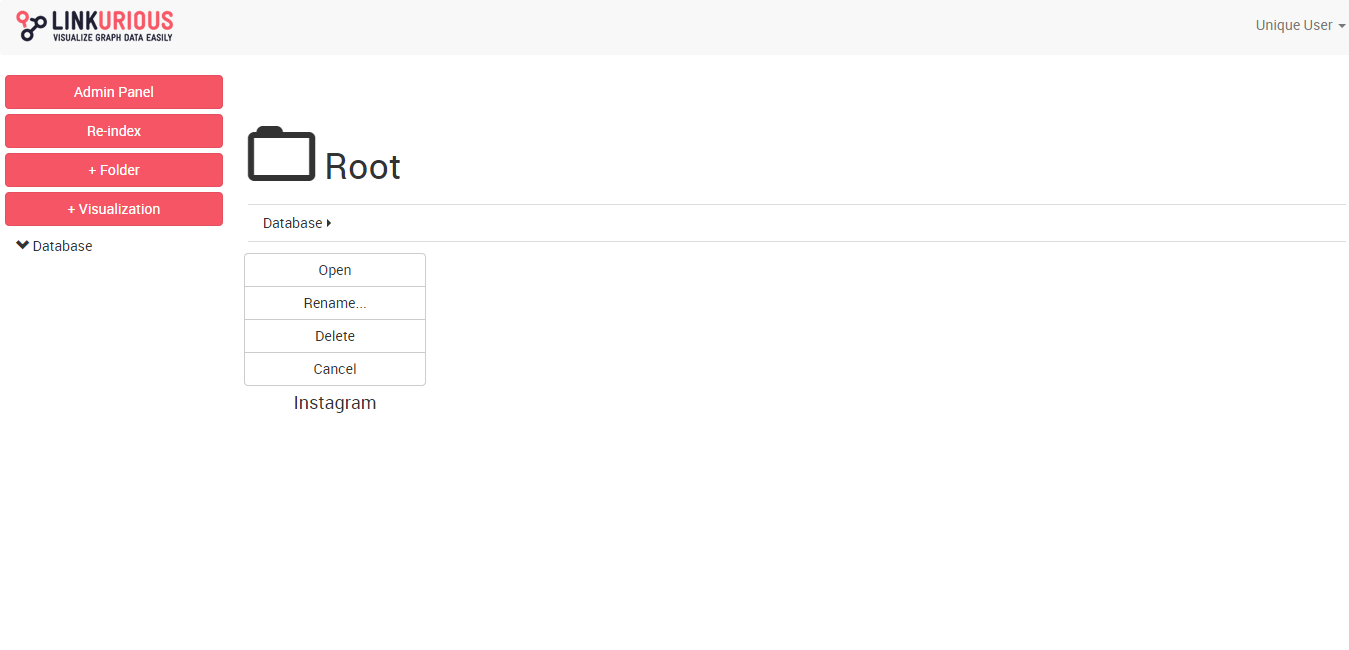 LINKURIOUS
VISUALIZE GRAPH DATA EASILY
Unique User
Admin Panel
Re-index
+ Folder
+ Visualization
Database
Root
Database
Open
Rename...
Delete
Cancel
Instagram